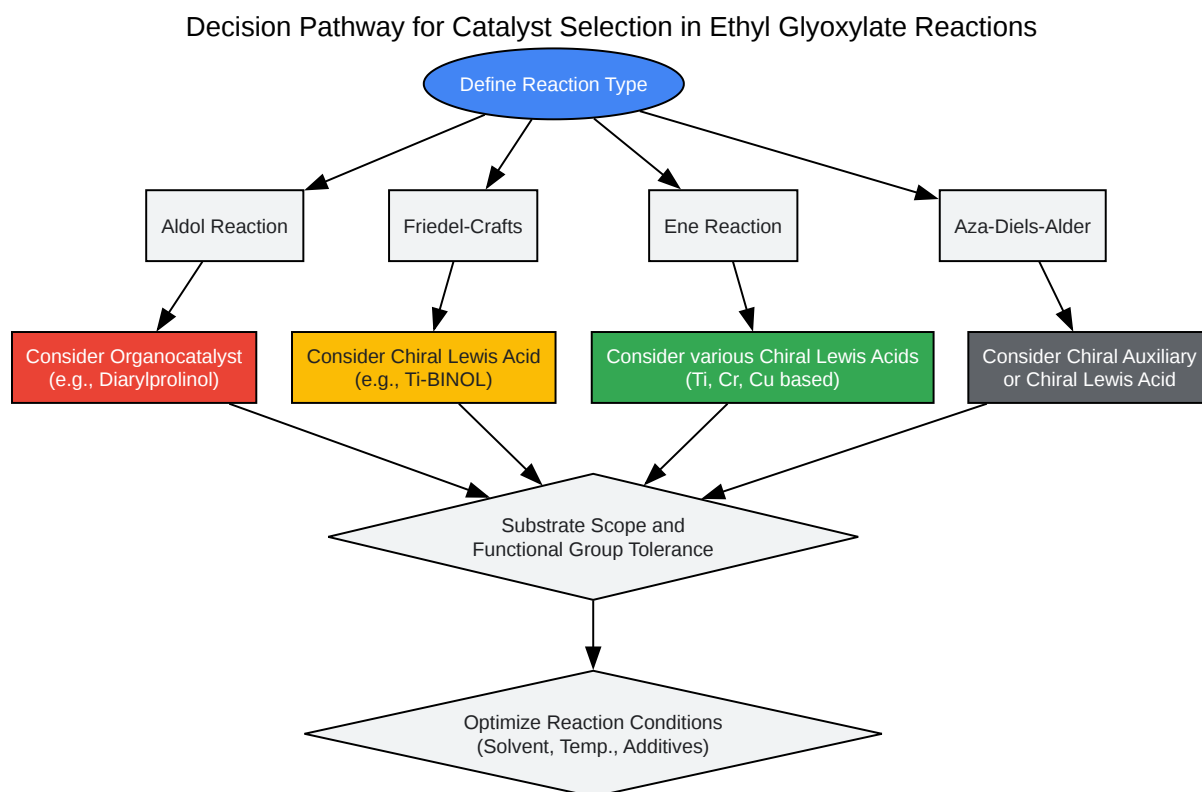 Decision Pathway for Catalyst Selection in Ethyl Glyoxylate Reactions
Define Reaction Type
Aldol Reaction
Friedel-Crafts
Ene Reaction
Aza-Diels-Alder
Consider Organocatalyst
(e.g., Diarylprolinol)
Consider Chiral Lewis Acid
(e.g., Ti-BINOL)
Consider various Chiral Lewis Acids
(Ti, Cr, Cu based)
Consider Chiral Auxiliary
or Chiral Lewis Acid
Substrate Scope and
Functional Group Tolerance
Optimize Reaction Conditions
(Solvent, Temp., Additives)